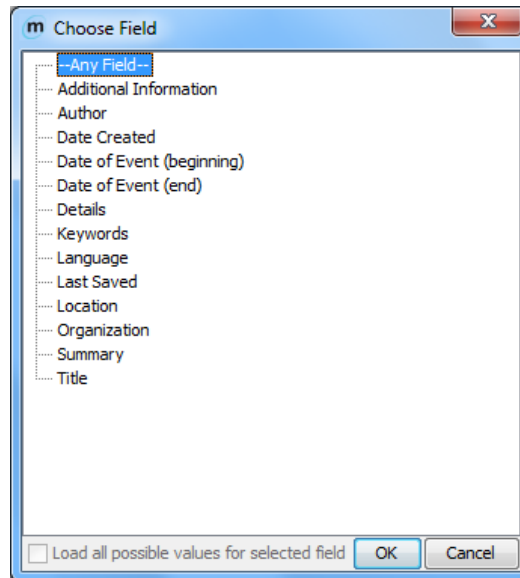 m Choose Field
--Any Field--
Additional Information
Author
Date Created
Date of Event (beginning)
Date of Event (end)
Details
Keywords
Language
Last Saved
Location
Organization
Summary
Title
Load all possible values for selected field OK Cancel